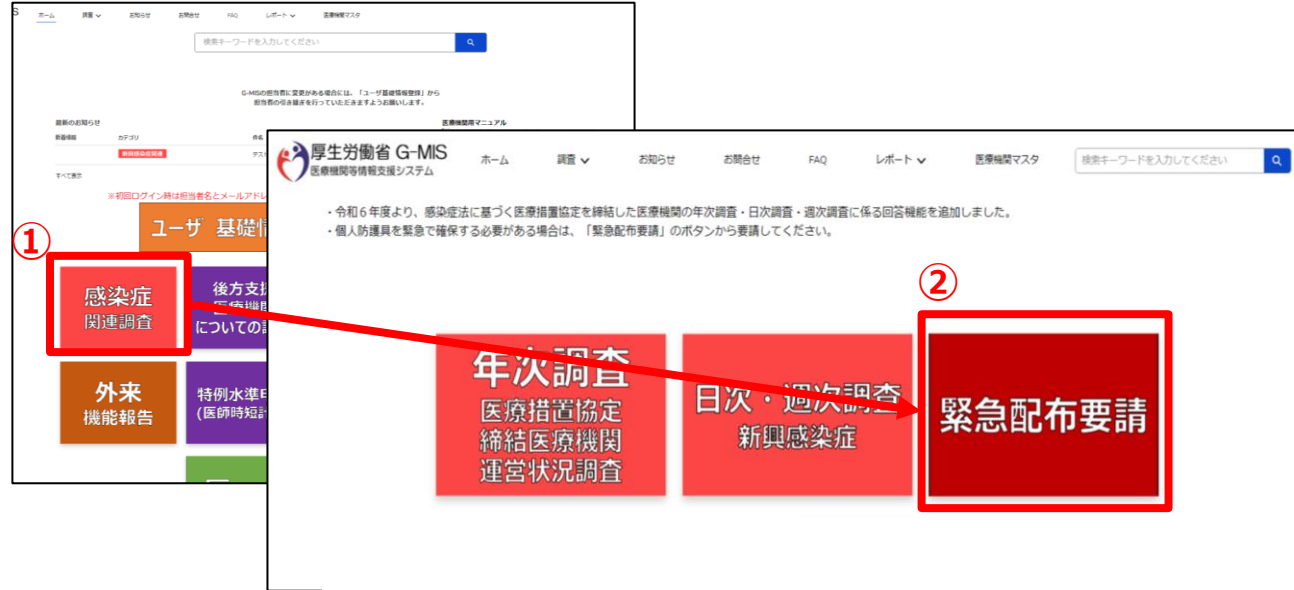 S
ホーム
調査
お知らせ
お問合せ
FAQ
レポート
医療機関マスタ
検索キーワードを入力してください
G-MISの担当者に変更がある場合には、「ユーザ基礎情報登録」から
担当者の引き継ぎを行っていただきますようお願いします。
最新のお知らせ
医療機関用マニュアル
新着情報
カテゴリ
件名
新興感染症関連
テス
すべて表示
※初回ログイン時は担当者名とメールアドレ
ユーザ 基礎情
①
感染症
関連調査
後方支援
医療機関
についての調
外来
機能報告
特例水準申
(医師時短計
厚生労働省 G-MIS
医療機関等情報支援システム
ホーム
調査
お知らせ
お問合せ
FAQ
レポート
医療機関マスタ
検索キーワードを入力してください
・令和6年度より、感染症法に基づく医療措置協定を締結した医療機関の年次調査・日次調査・週次調査に係る回答機能を追加しました。
・個人防護具を緊急で確保する必要がある場合は、「緊急配布要請」のボタンから要請してください。
②
年次調査
医療措置協定
締結医療機関
運営状況調査
日次・週次調査
新興感染症
緊急配布要請